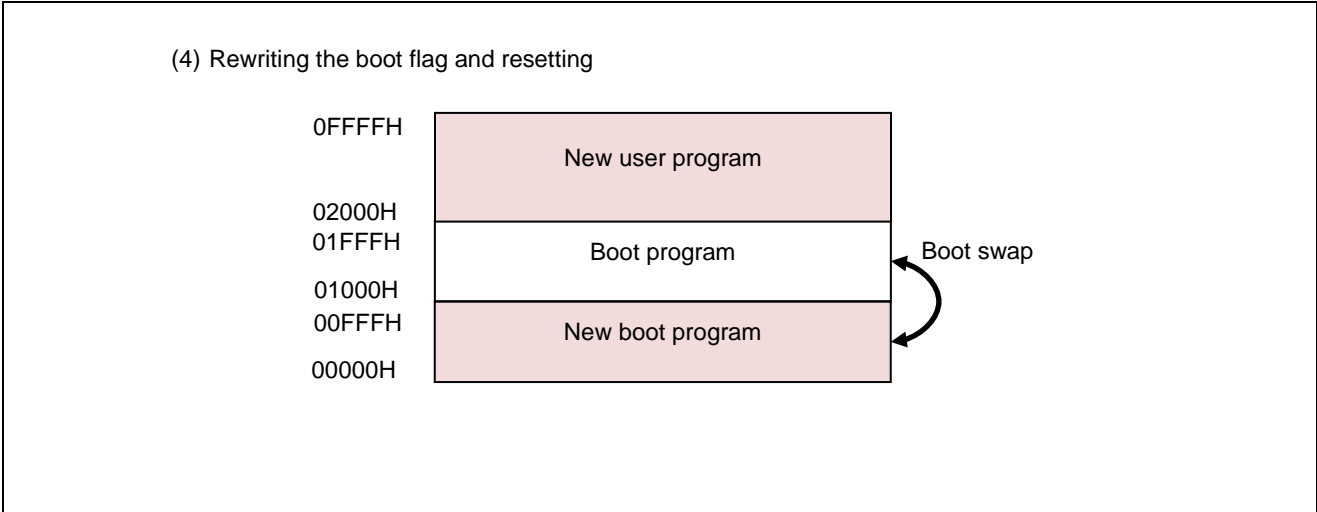 (4) Rewriting the boot flag and resetting
0FFFFH
New user program
02000H
01FFFH
Boot program
Boot swap
01000H
00FFFH
New boot program
00000H